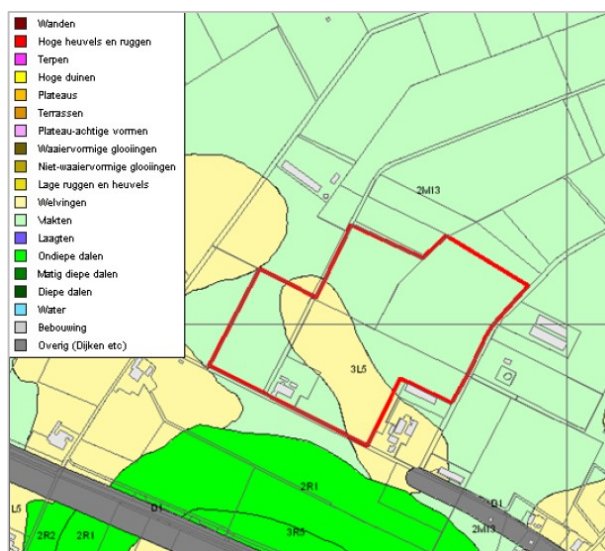 Wanden
Hoge heuvels en ruggen
Terpen
Hoge duinen
Plateaus
Terrassen
Plateau-achtige vormen
Waaiervormige glooiingen
Niet-waaiervormige glooiingen
Lage ruggen en heuvels
Welvingen
Vlakten
Laagten
Ondiepe dalen
Matig diepe dalen
Diepe dalen
Water
Bebouwing
Overig (Dijken etc)
2M13
3L5
2R1
D1
D1
L5
2R2
2R1
3R5
2M13